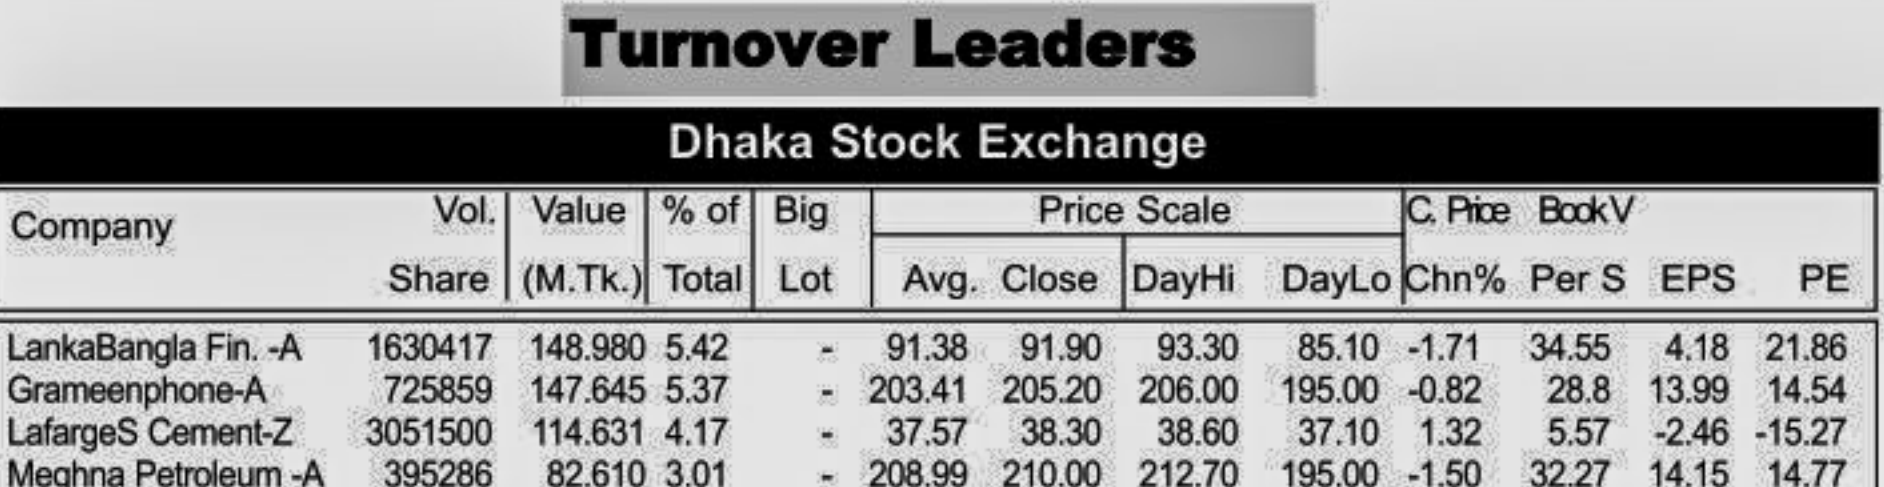 Turnover Leaders
Dhaka Stock Exchange
Company Vol. Value % of Big Price Scale C. Price BookV
Share (M.Tk.) Total Lot Avg. Close DayHi DayLo Chn% Per S EPS PE
LankaBangla Fin. -A 1630417 148.980 5.42 - 91.38 91.90 93.30 85.10 -1.71 34.55 4.18 21.86
Grameenphone-A 725859 147.645 5.37 - 203.41 205.20 206.00 195.00 -0.82 28.8 13.99 14.54
LafargeS Cement-Z 3051500 114.631 4.17 - 37.57 38.30 38.60 37.10 1.32 5.57 -2.46 -15.27
Meghna Petroleum -A 395286 82.610 3.01 - 208.99 210.00 212.70 195.00 -1.50 32.27 14.15 14.77